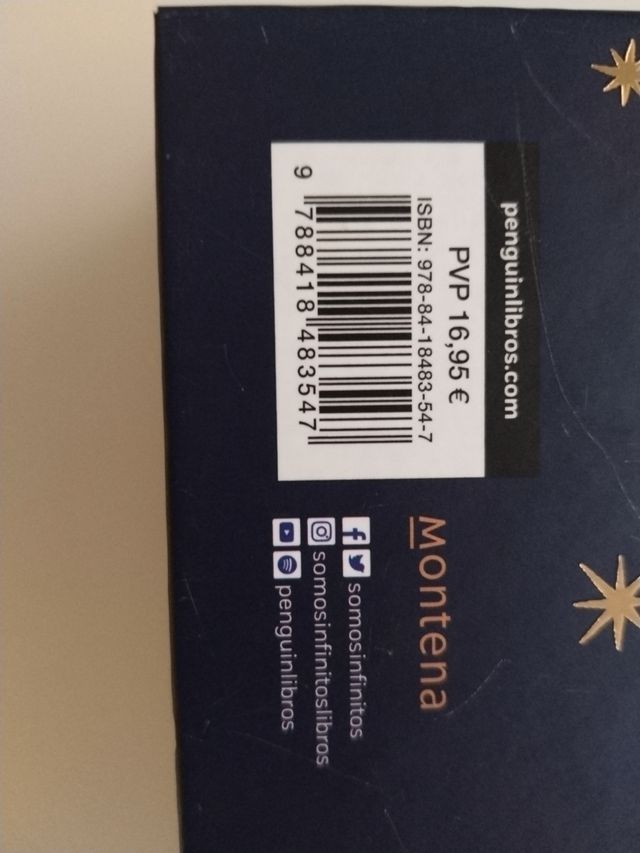 penguinlibros.com
PVP 16,95 €
ISBN: 978-84-18483-54-7
9 788418 483547
Montena
somosinfinitos
somosinfinitoslibros
penguinlibros